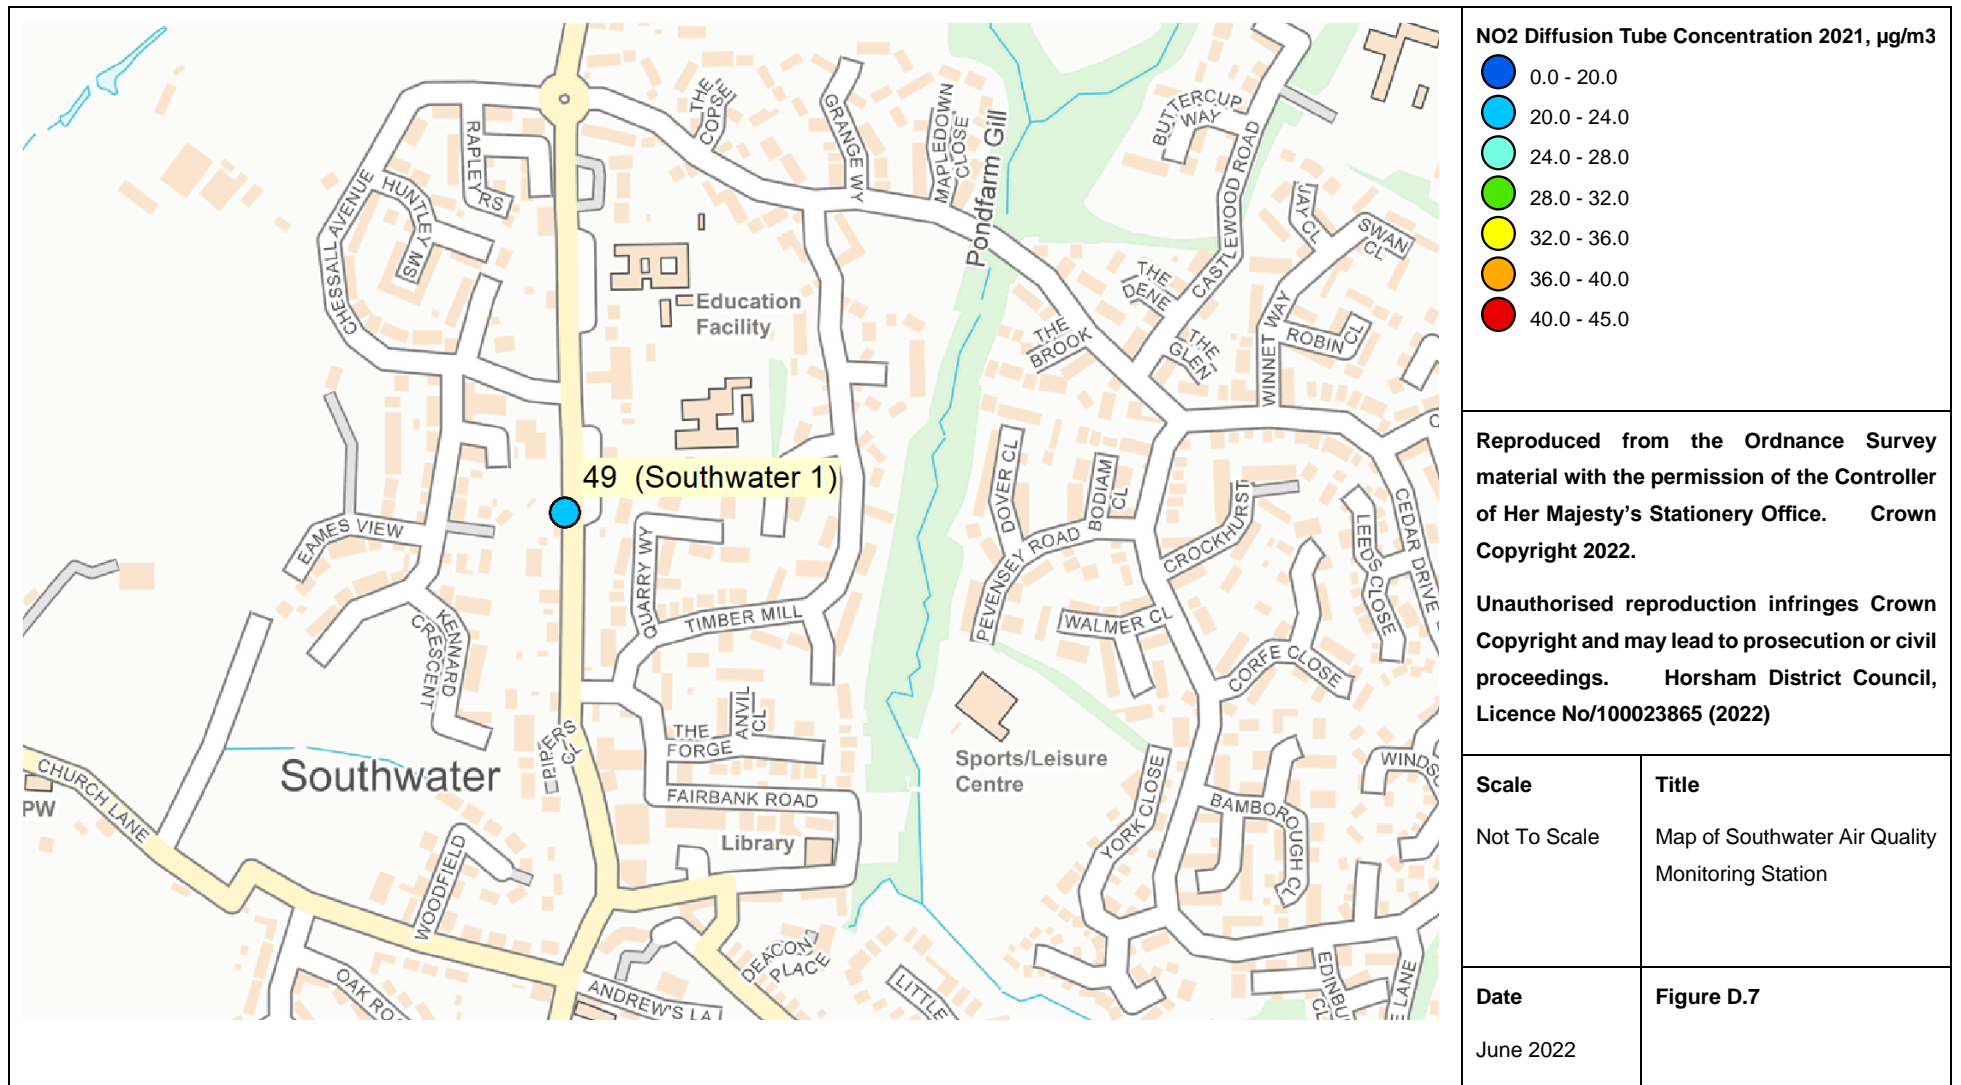 THE
COPSE
GRANGE WY
MAPLEDOWN
CLOSE
Pondfarm Gill
BUTTERCUP
WAY
CASTLEWOOD ROAD
RAPLEY
RS
CHESSALL AVENUE
HUNTLEY MS
JAY CL
SWAN
CL
THE
DENE
Education
Facility
THE
BROOK
THE
GLEN
WINNET WAY
ROBIN CL
49 (Southwater 1)
DOVER CL
BODIAM
CL
CROCKHURST
CEDAR DRIVE
LEEDS CLOSE
EAMES VIEW
QUARRY WY
PEVENSEY ROAD
TIMBER MILL
WALMER CL
KENNARD
CRESCENT
CORFE CLOSE
PIPERS
CL
THE
FORGE
ANVIL
CL
Southwater
Sports/Leisure
Centre
CHURCH LANE
PW
FAIRBANK ROAD
YORK CLOSE
BAMBOROUGH CL
WINDS
Library
WOODFIELD
DEACON
PLACE
OAK RO
ANDREW'S LA
LITTLE
EDINBU
CL
E LANE
NO2 Diffusion Tube Concentration 2021, µg/m3
0.0 - 20.0
20.0 - 24.0
24.0 - 28.0
28.0 - 32.0
32.0 - 36.0
36.0 - 40.0
40.0 - 45.0
Reproduced from the Ordnance Survey
material with the permission of the Controller
of Her Majesty's Stationery Office. Crown
Copyright 2022.
Unauthorised reproduction infringes Crown
Copyright and may lead to prosecution or civil
proceedings. Horsham District Council,
Licence No/100023865 (2022)
Scale
Not To Scale
Title
Map of Southwater Air Quality
Monitoring Station
Date
June 2022
Figure D.7